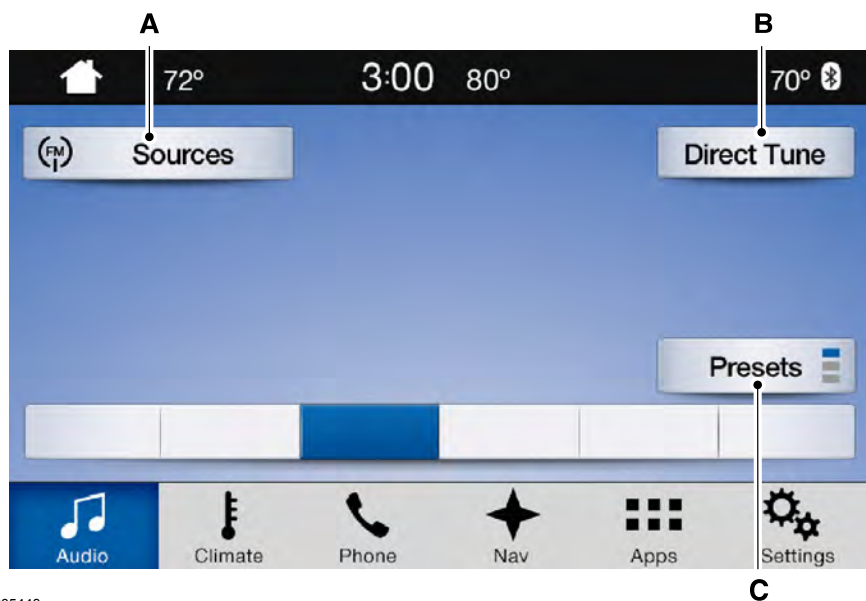 A B
72° 3:00 80° 70°
FM Sources Direct Tune
Presets
Audio Climate Phone Nav Apps Settings
C